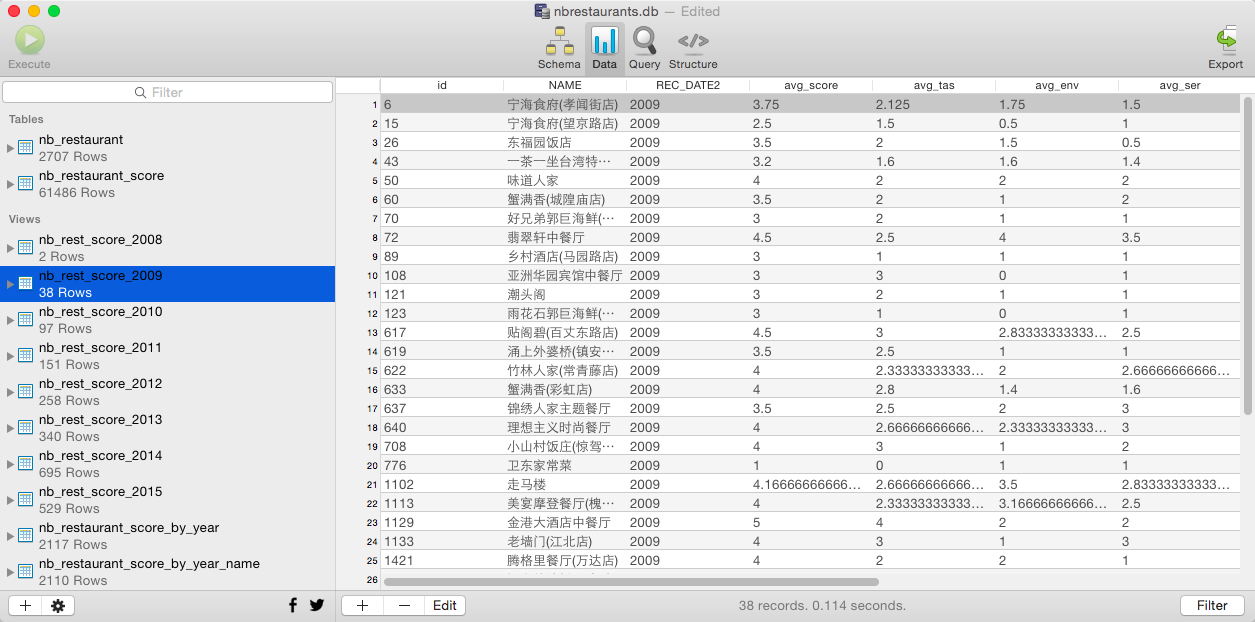 nbrestaurants.db — Edited
Execute
Schema Data Query Structure
Export
Filter
Tables
nb_restaurant
2707 Rows
nb_restaurant_score
61486 Rows
Views
nb_rest_score_2008
2 Rows
nb_rest_score_2009
38 Rows
nb_rest_score_2010
97 Rows
nb_rest_score_2011
151 Rows
nb_rest_score_2012
258 Rows
nb_rest_score_2013
340 Rows
nb_rest_score_2014
695 Rows
nb_rest_score_2015
529 Rows
nb_restaurant_score_by_year
2117 Rows
nb_restaurant_score_by_year_name
2110 Rows
id NAME REC_DATE2 avg_score avg_tas avg_env avg_ser
1 6 宁海食府(孝闻街店) 2009 3.75 2.125 1.75 1.5
2 15 宁海食府(望京路店) 2009 2.5 1.5 0.5 1
3 26 东福园饭店 2009 3.5 2 1.5 0.5
4 43 一茶一坐台湾特… 2009 3.2 1.6 1.6 1.4
5 50 味道人家 2009 4 2 2 2
6 60 蟹满香(城隍庙店) 2009 3.5 2 1 2
7 70 好兄弟郭巨海鲜(… 2009 3 2 1 1
8 72 翡翠轩中餐厅 2009 4.5 2.5 4 3.5
9 89 乡村酒店(马园路店) 2009 3 1 1 1
10 108 亚洲华园宾馆中餐厅 2009 3 3 0 1
11 121 潮头阁 2009 3 2 1 1
12 123 雨花石郭巨海鲜(… 2009 3 1 0 1
13 617 贴阁碧(百丈东路店) 2009 4.5 3 2.83333333333… 2.5
14 619 涌上外婆桥(镇安… 2009 3.5 2.5 1 1
15 622 竹林人家(常青藤店) 2009 4 2.33333333333… 2 2.66666666666…
16 633 蟹满香(彩虹店) 2009 4 2.8 1.4 1.6
17 637 锦绣人家主题餐厅 2009 3.5 2.5 2 3
18 640 理想主义时尚餐厅 2009 4 2.66666666666… 2.33333333333… 3
19 708 小山村饭庄(惊驾… 2009 4 3 1 2
20 776 卫东家常菜 2009 1 0 1 1
21 1102 走马楼 2009 4.16666666666… 2.66666666666… 3.5 2.83333333333…
22 1113 美宴摩登餐厅(槐… 2009 4 2.33333333333… 3.16666666666… 2.5
23 1129 金港大酒店中餐厅 2009 5 4 2 2
24 1133 老墙门(江北店) 2009 4 3 1 3
25 1421 腾格里餐厅(万达店) 2009 4 2 2 1
26
+ — Edit
38 records. 0.114 seconds.
Filter